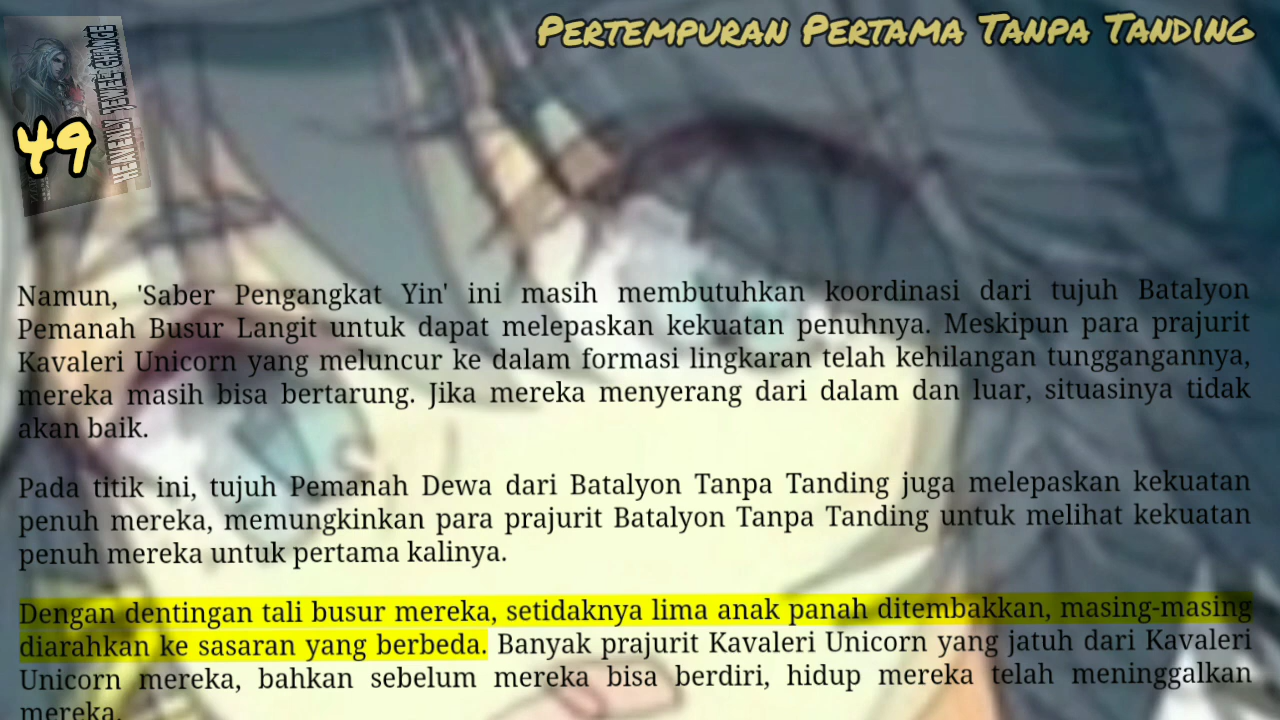 Pertempuran Pertama Tanpa Tanding
HEAVENLY JEWEL CHANGE
49
Namun, 'Saber Pengangkat Yin' ini masih membutuhkan koordinasi dari tujuh Batalyon
Pemanah Busur Langit untuk dapat melepaskan kekuatan penuhnya. Meskipun para prajurit
Kavaleri Unicorn yang meluncur ke dalam formasi lingkaran telah kehilangan tunggangannya,
mereka masih bisa bertarung. Jika mereka menyerang dari dalam dan luar, situasinya tidak
akan baik.
Pada titik ini, tujuh Pemanah Dewa dari Batalyon Tanpa Tanding juga melepaskan kekuatan
penuh mereka, memungkinkan para prajurit Batalyon Tanpa Tanding untuk melihat kekuatan
penuh mereka untuk pertama kalinya.
Dengan dentingan tali busur mereka, setidaknya lima anak panah ditembakkan, masing-masing
diarahkan ke sasaran yang berbeda. Banyak prajurit Kavaleri Unicorn yang jatuh dari Kavaleri
Unicorn mereka, bahkan sebelum mereka bisa berdiri, hidup mereka telah meninggalkan
mereka.